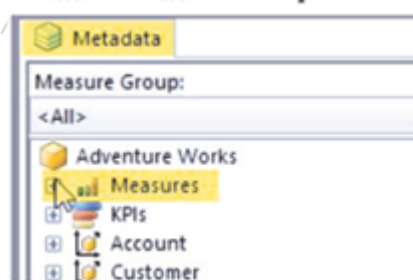 Metadata
Measure Group:
<All>
Adventure Works
Measures
KPIs
Account
Customer